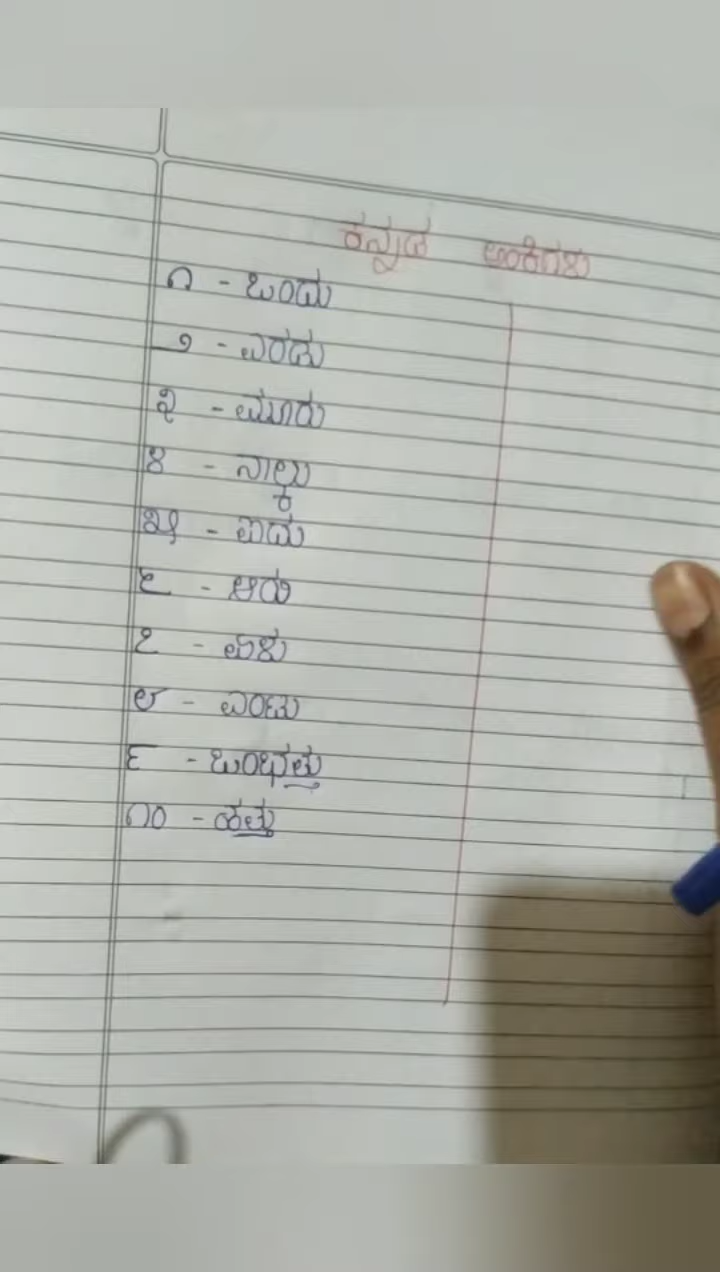 ಕನ್ನಡ ಅಂಕಿಗಳು
೧ - ಒಂದು
೨ - ಎರಡು
೩ - ಮೂರು
೪ - ನಾಲ್ಕು
೫ - ಐದು
೬ - ಆರು
೭ - ಏಳು
೮ - ಎಂಟು
೯ - ಒಂಭತ್ತು
೧೦ - ಹತ್ತು